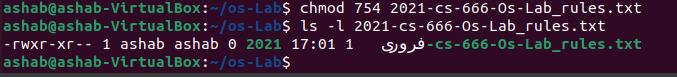 ashab@ashab-VirtualBox:~/os-Lab$ chmod 754 2021-cs-666-Os-Lab_rules.txt
ashab@ashab-VirtualBox:~/os-Lab$ ls -l 2021-cs-666-Os-Lab_rules.txt
-rwxr-xr-- 1 ashab ashab 0 فروری   1 17:01 2021-cs-666-Os-Lab_rules.txt
ashab@ashab-VirtualBox:~/os-Lab$